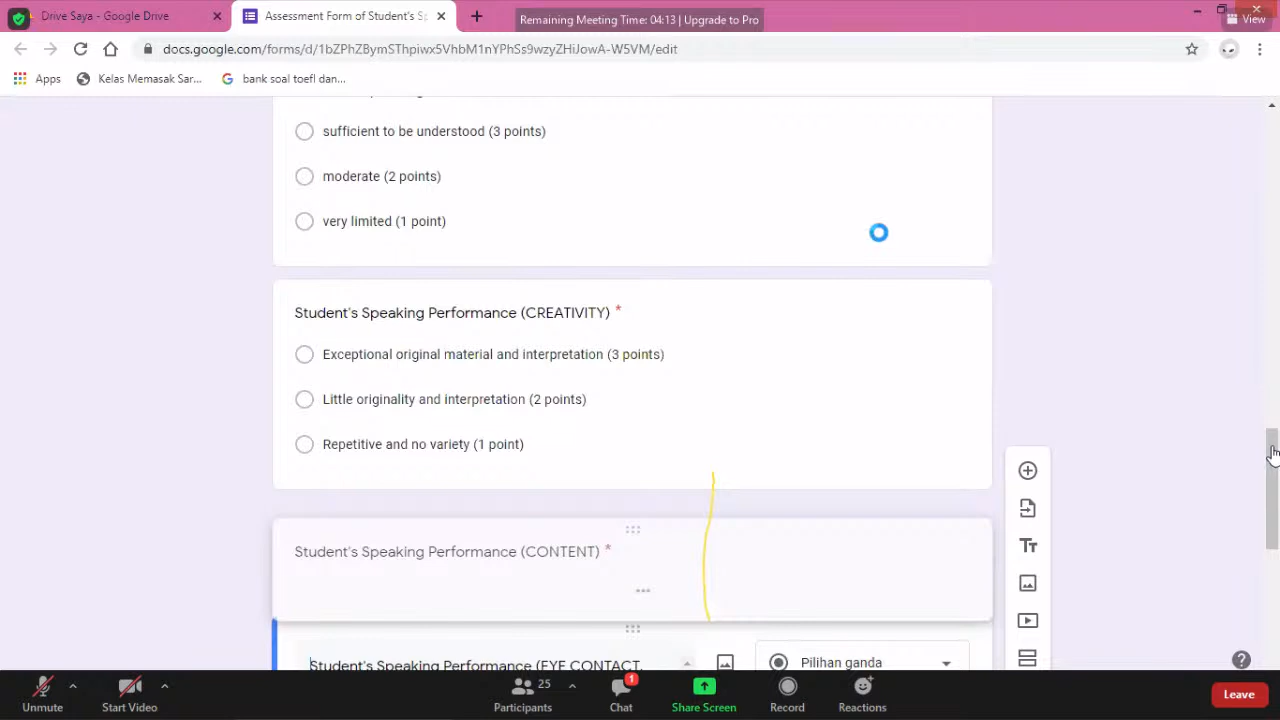 Drive Saya - Google Drive
Assessment Form of Student's Sp
Remaining Meeting Time: 04:13 | Upgrade to Pro
View
docs.google.com/forms/d/1bZPhZBymSThpiwx5VhbM1nYPhSs9wzyZHiJowA-W5VM/edit
Apps
Kelas Memasak Sar...
bank soal toefl dan...
sufficient to be understood (3 points)
moderate (2 points)
very limited (1 point)
Student's Speaking Performance (CREATIVITY) *
Exceptional original material and interpretation (3 points)
Little originality and interpretation (2 points)
Repetitive and no variety (1 point)
Student's Speaking Performance (CONTENT) *
Student's Speaking Performance (EYE CONTACT,
Pilihan ganda
Unmute
Start Video
25
Participants
1
Chat
Share Screen
Record
Reactions
Leave